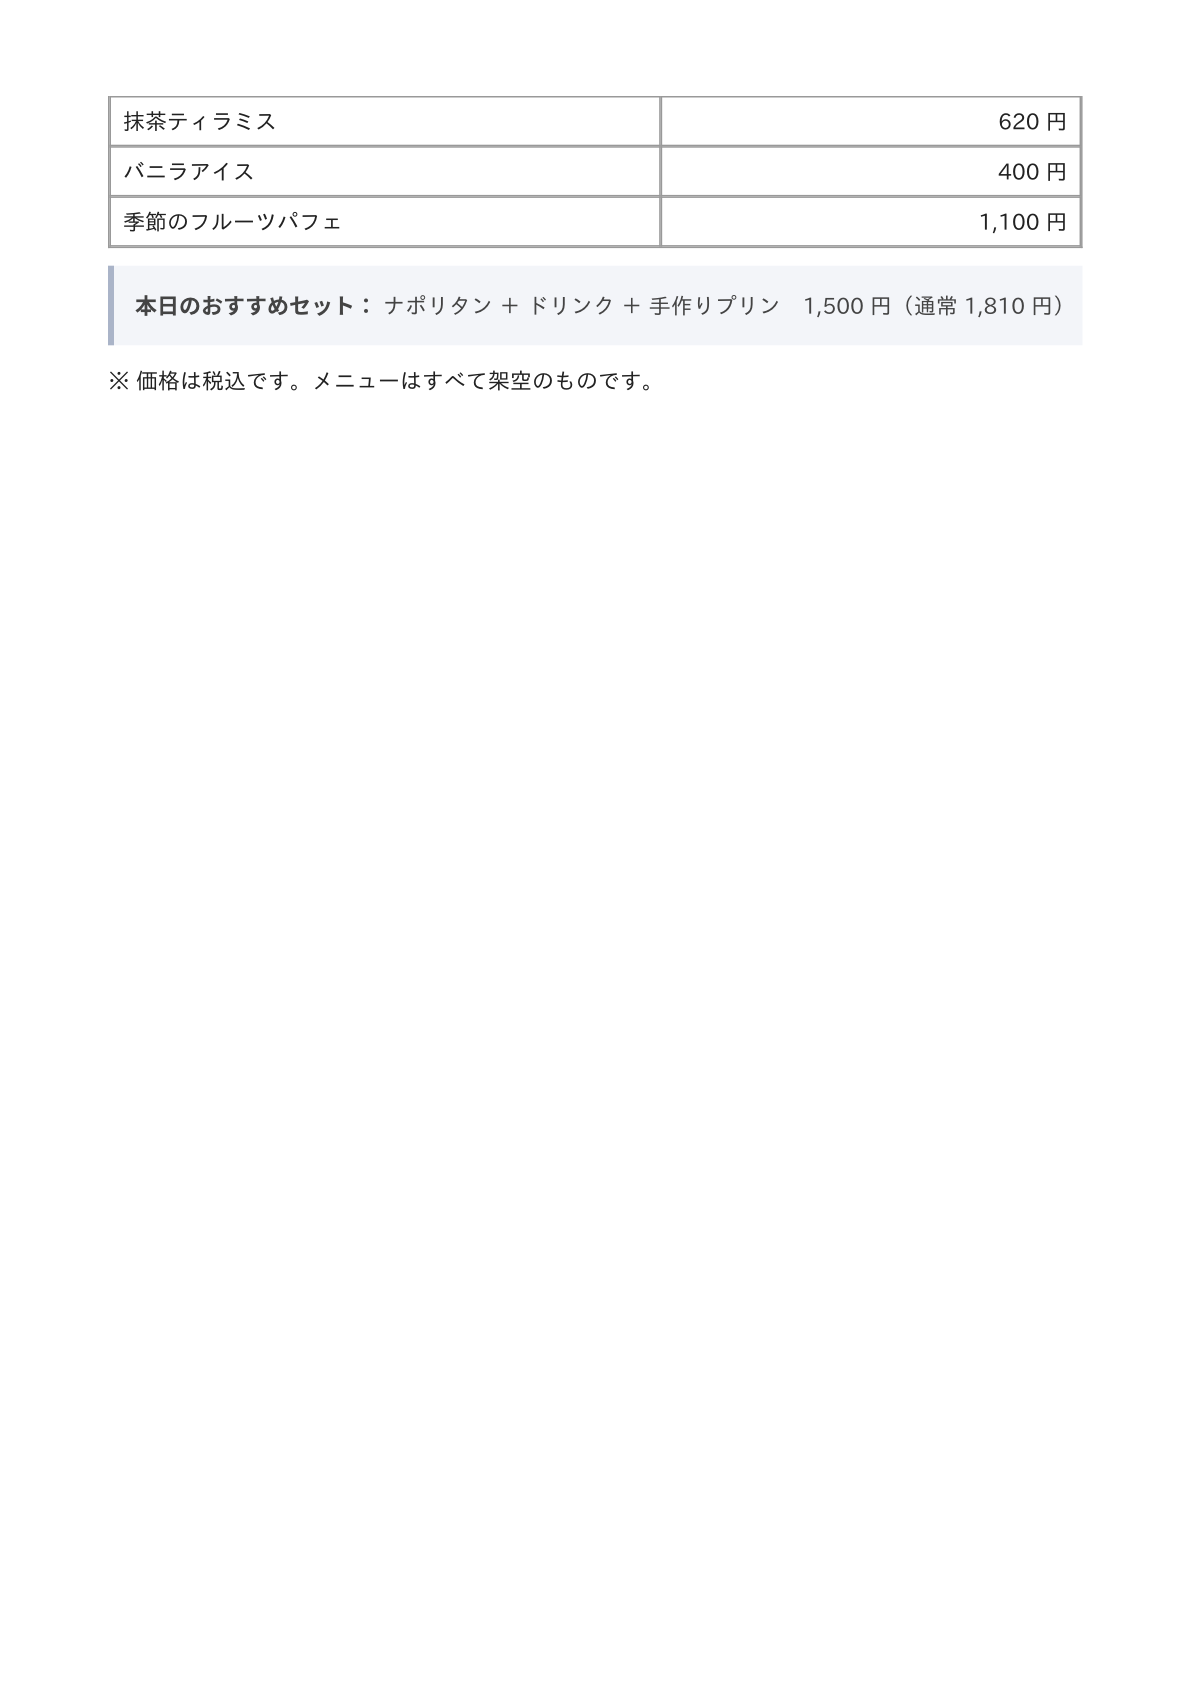 抹茶ティラミス 620 円
バニラアイス 400 円
季節のフルーツパフェ 1,100 円
本日のおすすめセット： ナポリタン ＋ ドリンク ＋ 手作りプリン　1,500 円（通常 1,810 円）
※ 価格は税込です。メニューはすべて架空のものです。